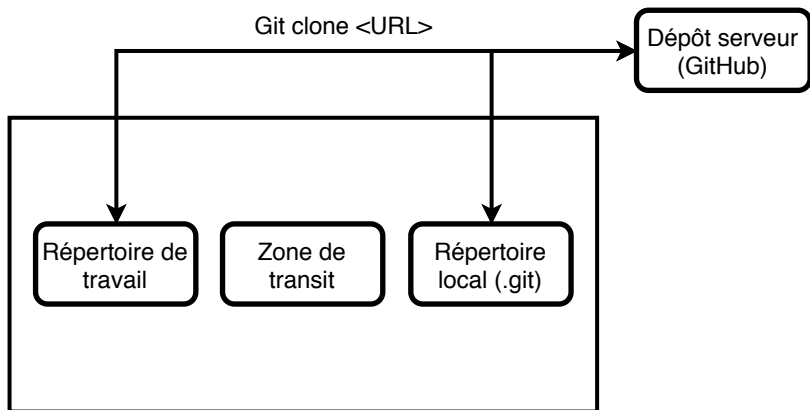 Git clone <URL>
Dépôt serveur
(GitHub)
Répertoire de
travail
Zone de
transit
Répertoire
local (.git)